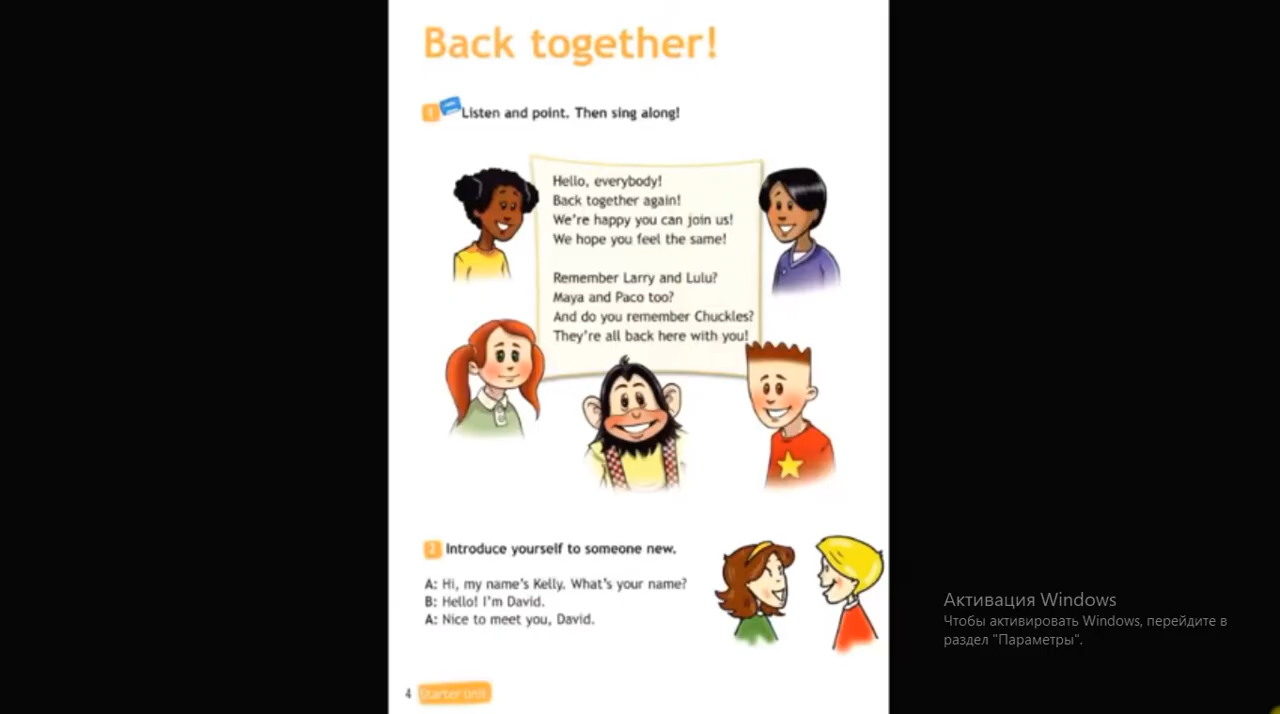 Back together!
1 Listen and point. Then sing along!
Hello, everybody!
Back together again!
We're happy you can join us!
We hope you feel the same!
Remember Larry and Lulu?
Maya and Paco too?
And do you remember Chuckles?
They're all back here with you!
2 Introduce yourself to someone new.
A: Hi, my name's Kelly. What's your name?
B: Hello! I'm David.
A: Nice to meet you, David.
4 Starter Unit
Активация Windows
Чтобы активировать Windows, перейдите в
раздел "Параметры".